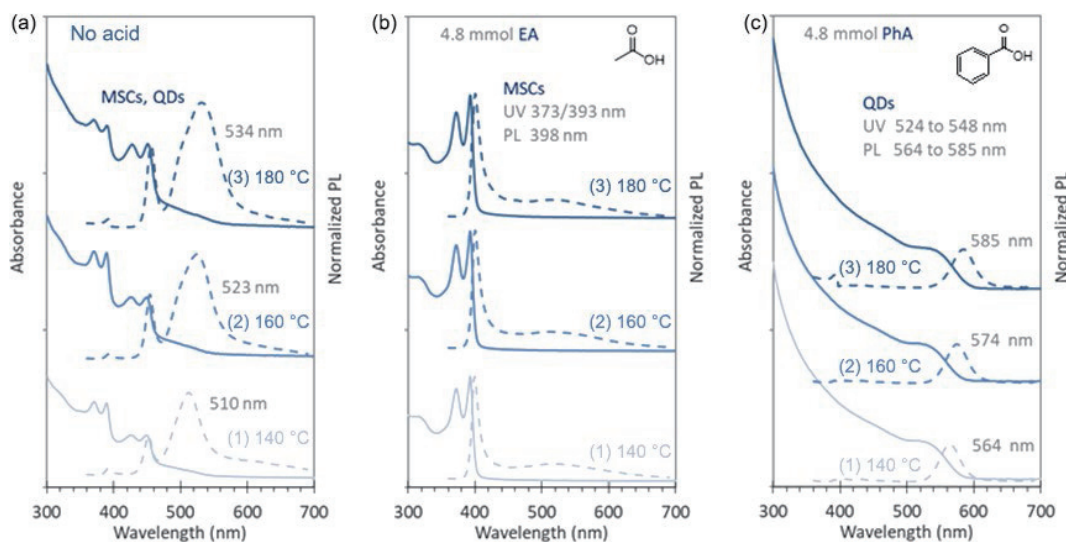 (a)
No acid
MSCs, QDs
534 nm
(3) 180 °C
523 nm
(2) 160 °C
510 nm
(1) 140 °C
Absorbance
Normalized PL
300 400 500 600 700
Wavelength (nm)
(b)
4.8 mmol EA
O
OH
MSCs
UV 373/393 nm
PL 398 nm
(3) 180 °C
(2) 160 °C
(1) 140 °C
Absorbance
Normalized PL
300 400 500 600 700
Wavelength (nm)
(c)
4.8 mmol PhA
O
OH
QDs
UV 524 to 548 nm
PL 564 to 585 nm
585 nm
(3) 180 °C
574 nm
(2) 160 °C
564 nm
(1) 140 °C
Absorbance
Normalized PL
300 400 500 600 700
Wavelength (nm)